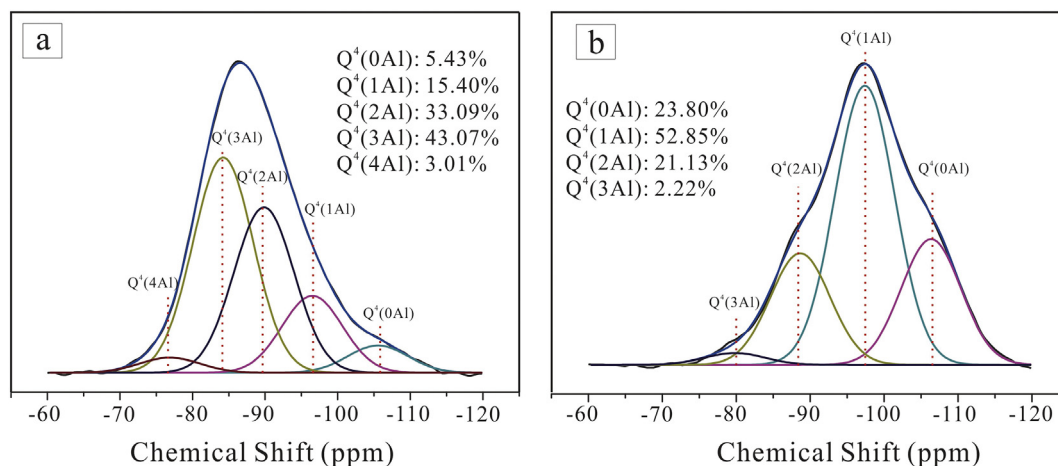 a
Q⁴(0Al): 5.43%
Q⁴(1Al): 15.40%
Q⁴(2Al): 33.09%
Q⁴(3Al): 43.07%
Q⁴(4Al): 3.01%
Q⁴(3Al)
Q⁴(2Al)
Q⁴(1Al)
Q⁴(4Al)
Q⁴(0Al)
-60 -70 -80 -90 -100 -110 -120
Chemical Shift (ppm)
b
Q⁴(1Al)
Q⁴(0Al): 23.80%
Q⁴(1Al): 52.85%
Q⁴(2Al): 21.13%
Q⁴(3Al): 2.22%
Q⁴(2Al)
Q⁴(0Al)
Q⁴(3Al)
-60 -70 -80 -90 -100 -110 -120
Chemical Shift (ppm)